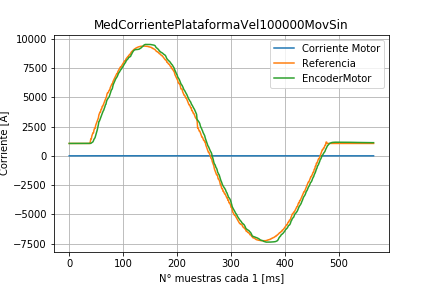 MedCorrientePlataformaVel100000MovSin
Corriente Motor
Referencia
EncoderMotor
Corriente [A]
10000
7500
5000
2500
0
−2500
−5000
−7500
0 100 200 300 400 500
N° muestras cada 1 [ms]